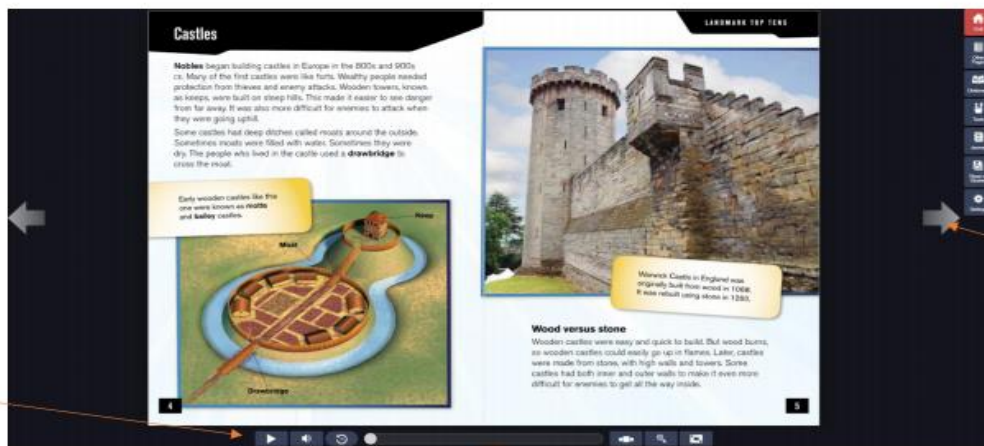 Castles
LANDMARK TOP TENS
Nobles began building castles in Europe in the 800s and 900s
CE. Many of the first castles were like forts. Wealthy people needed
protection from thieves and enemy attacks. Wooden towers, known
as keeps, were built on steep hills. This made it easier to see danger
from far away. It was also more difficult for enemies to attack when
they were going uphill.
Some castles had deep ditches called moats around the outside.
Sometimes moats were filled with water. Sometimes they were
dry. The people who lived in the castle used a drawbridge to
cross the moat.
Early wooden castles like this
one were known as motte
and bailey castles.
Keep
Moat
Drawbridge
4
Warwick Castle in England was
originally built from wood in 1068.
It was rebuilt using stone in 1260.
Wood versus stone
Wooden castles were easy and quick to build. But wood burns,
so wooden castles could easily go up in flames. Later, castles
were made from stone, with high walls and towers. Some
castles had both inner and outer walls to make it even more
difficult for enemies to get all the way inside.
5